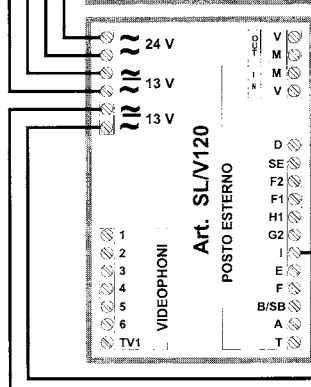 24 V
13 V
13 V
OUT
IN
V
M
M
V
Art. SL/V120
POSTO ESTERNO
D
SE
F2
F1
H1
G2
I
E
F
B/SB
A
T
VIDEOPHONI
1
2
3
4
5
6
TV1